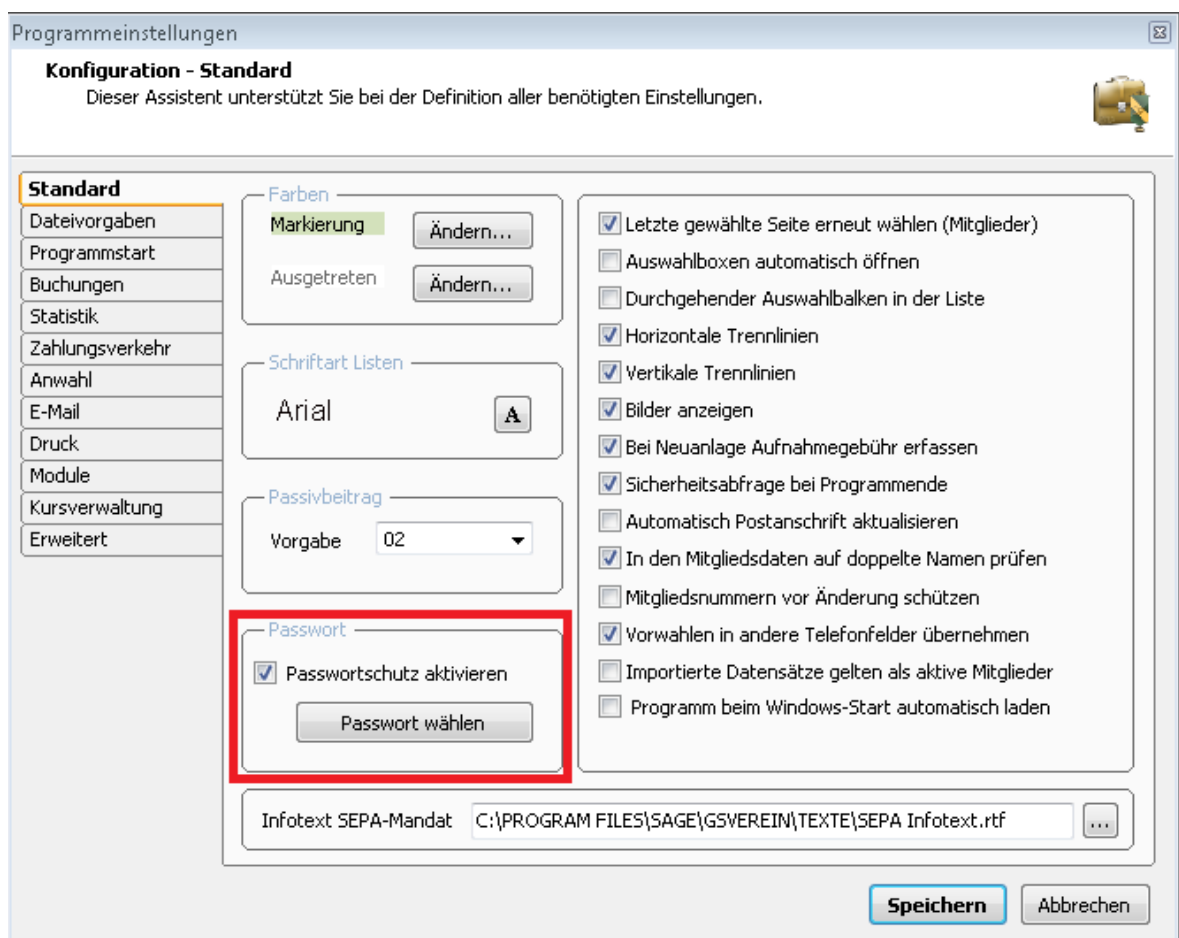 Programmeinstellungen
Konfiguration - Standard
Dieser Assistent unterstützt Sie bei der Definition aller benötigten Einstellungen.
Standard
Dateivorgaben
Programmstart
Buchungen
Statistik
Zahlungsverkehr
Anwahl
E-Mail
Druck
Module
Kursverwaltung
Erweitert
Farben
Markierung
Ändern...
Ausgetreten
Ändern...
Schriftart Listen
Arial
A
Passivbeitrag
Vorgabe 02
Passwort
Passwortschutz aktivieren
Passwort wählen
Letzte gewählte Seite erneut wählen (Mitglieder)
Auswahlboxen automatisch öffnen
Durchgehender Auswahlbalken in der Liste
Horizontale Trennlinien
Vertikale Trennlinien
Bilder anzeigen
Bei Neuanlage Aufnahmegebühr erfassen
Sicherheitsabfrage bei Programmende
Automatisch Postanschrift aktualisieren
In den Mitgliedsdaten auf doppelte Namen prüfen
Mitgliedsnummern vor Änderung schützen
Vorwahlen in andere Telefonfelder übernehmen
Importierte Datensätze gelten als aktive Mitglieder
Programm beim Windows-Start automatisch laden
Infotext SEPA-Mandat C:\PROGRAM FILES\SAGE\GSVEREIN\TEXTE\SEPA Infotext.rtf ...
Speichern Abbrechen